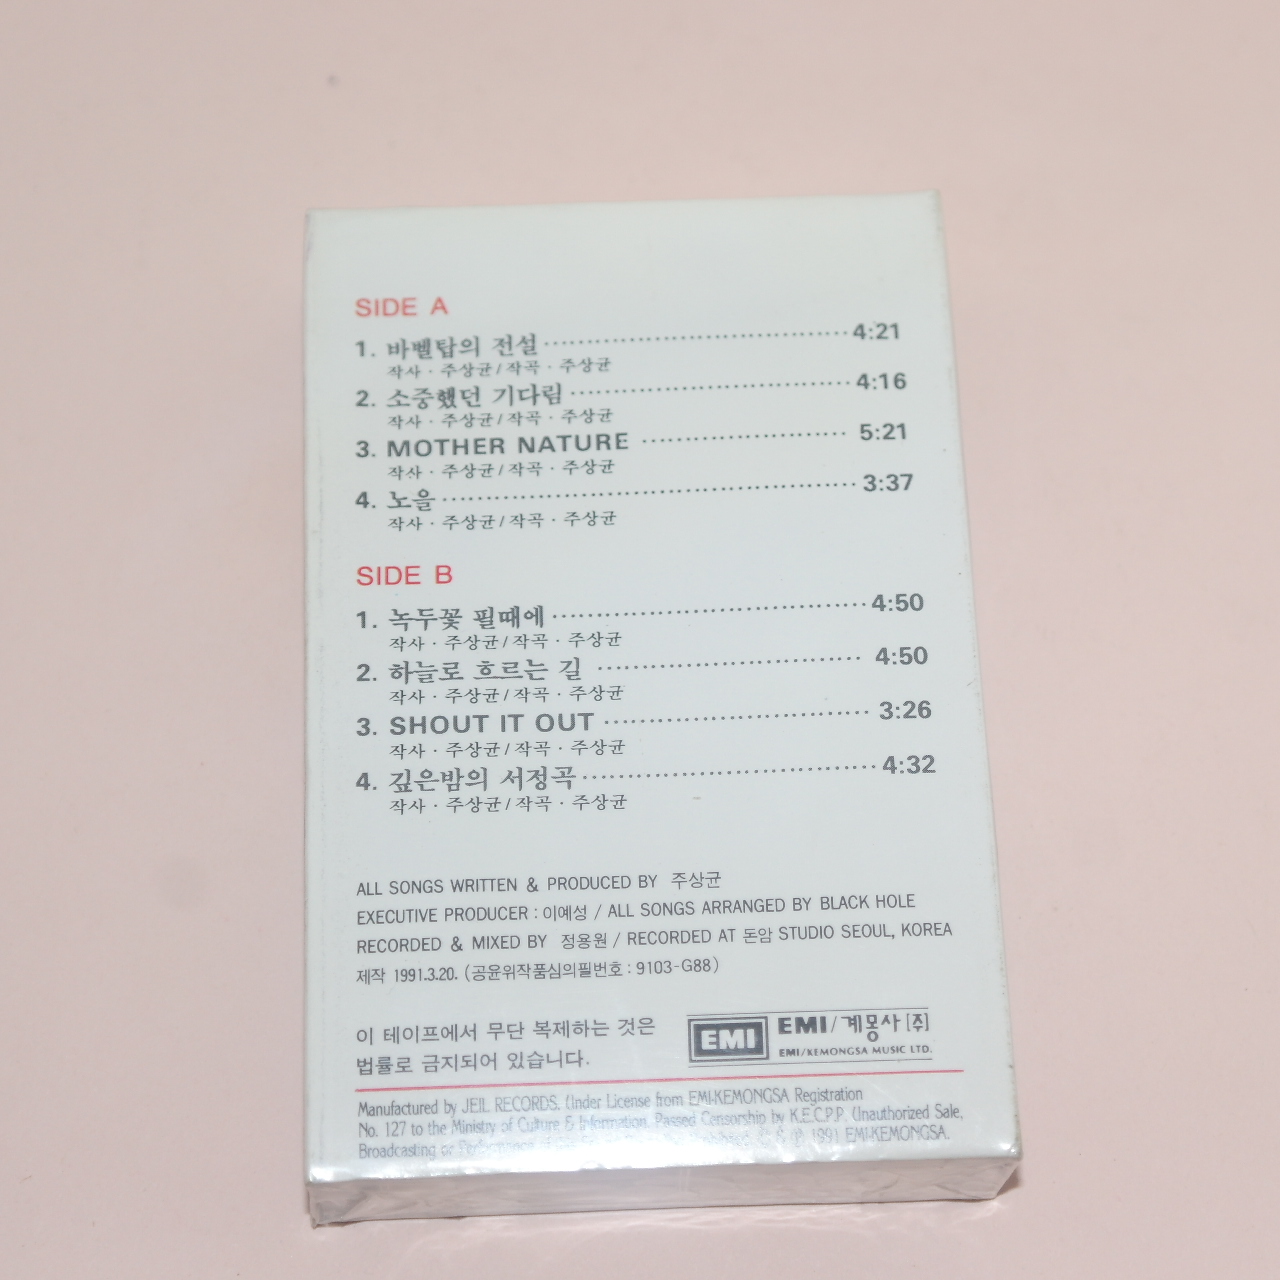 SIDE A
1. 바벨탑의 전설 4:21
작사 · 주상균 / 작곡 · 주상균
2. 소중했던 기다림 4:16
작사 · 주상균 / 작곡 · 주상균
3. MOTHER NATURE 5:21
작사 · 주상균 / 작곡 · 주상균
4. 노을 3:37
작사 · 주상균 / 작곡 · 주상균
SIDE B
1. 녹두꽃 필때에 4:50
작사 · 주상균 / 작곡 · 주상균
2. 하늘로 흐르는 길 4:50
작사 · 주상균 / 작곡 · 주상균
3. SHOUT IT OUT 3:26
작사 · 주상균 / 작곡 · 주상균
4. 깊은밤의 서정곡 4:32
작사 · 주상균 / 작곡 · 주상균
ALL SONGS WRITTEN & PRODUCED BY 주상균
EXECUTIVE PRODUCER : 이예성 / ALL SONGS ARRANGED BY BLACK HOLE
RECORDED & MIXED BY 정용원 / RECORDED AT 돈암 STUDIO SEOUL, KOREA
제작 1991.3.20. (공윤위작품심의필번호 : 9103-G88)
이 테이프에서 무단 복제하는 것은
법률로 금지되어 있습니다.
EMI
EMI/계몽사[주]
EMI/KEMONGSA MUSIC LTD.
Manufactured by JEIL RECORDS. Under License from EMI-KEMONGSA Registration
No. 127 to the Ministry of Culture & Information. Passed Censorship by K.E.C.P.P. Unauthorized Sale,
Broadcasting or 1991 EMI-KEMONGSA.